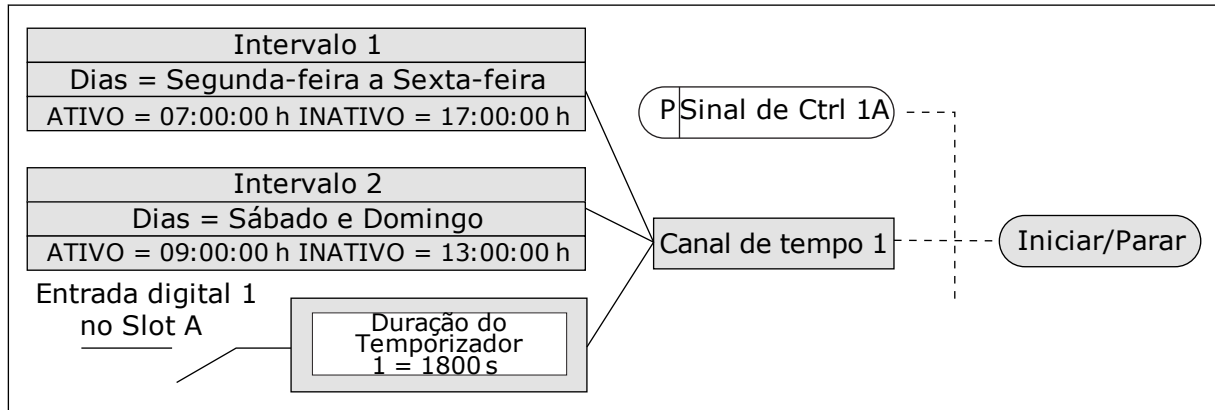 Intervalo 1
Dias = Segunda-feira a Sexta-feira
ATIVO = 07:00:00 h INATIVO = 17:00:00 h
P Sinal de Ctrl 1A
Intervalo 2
Dias = Sábado e Domingo
ATIVO = 09:00:00 h INATIVO = 13:00:00 h
Canal de tempo 1
Iniciar/Parar
Entrada digital 1
no Slot A
Duração do
Temporizador
1 = 1800 s